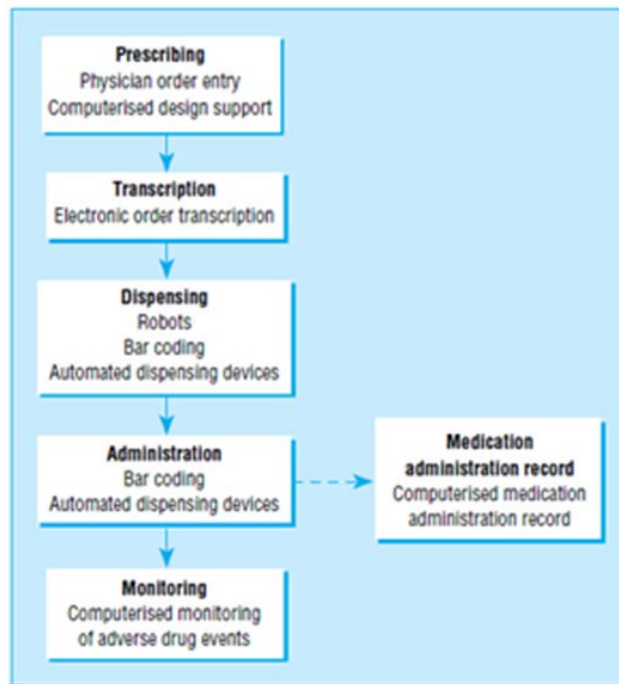 Prescribing
Physician order entry
Computerised design support
Transcription
Electronic order transcription
Dispensing
Robots
Bar coding
Automated dispensing devices
Administration
Bar coding
Automated dispensing devices
Medication
administration record
Computerised medication
administration record
Monitoring
Computerised monitoring
of adverse drug events